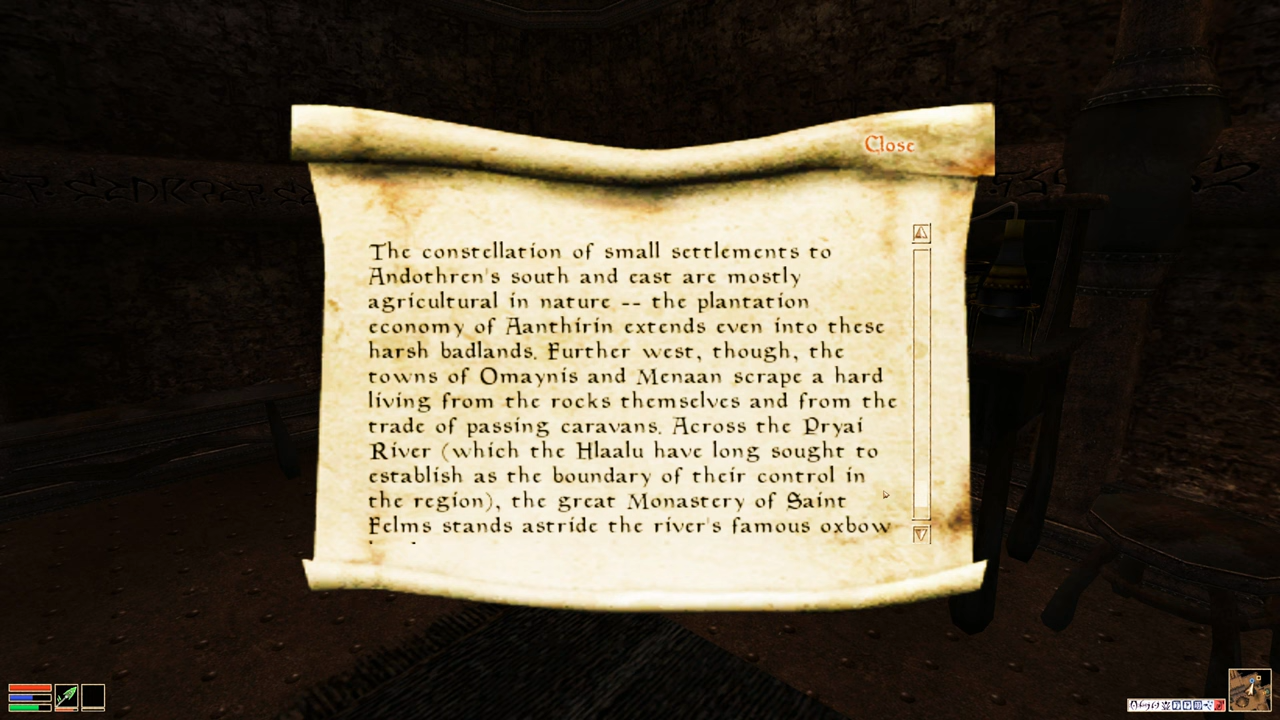 Close
The constellation of small settlements to
Andothren's south and east are mostly
agricultural in nature -- the plantation
economy of Aanthirin extends even into these
harsh badlands. Further west, though, the
towns of Omaynis and Menaan scrape a hard
living from the rocks themselves and from the
trade of passing caravans. Across the Pryai
River (which the Hlaalu have long sought to
establish as the boundary of their control in
the region), the great Monastery of Saint
Felms stands astride the river's famous oxbow